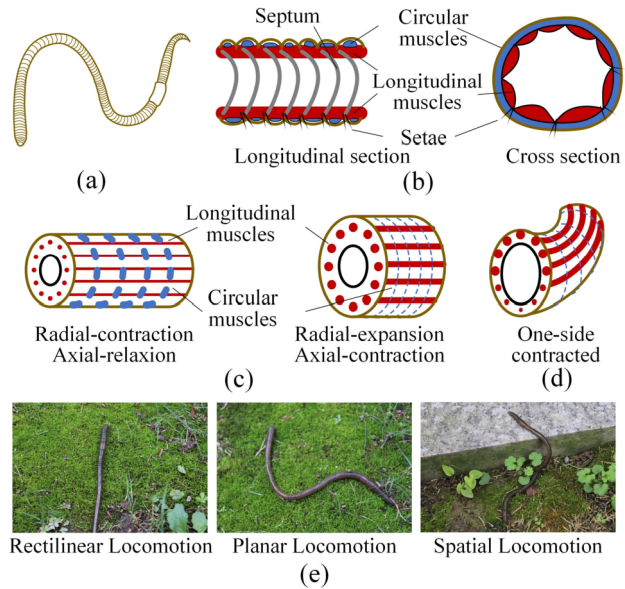 (a)
Septum
Circular
muscles
Longitudinal
muscles
Setae
Longitudinal section
Cross section
(b)
Longitudinal
muscles
Circular
muscles
Radial-contraction
Axial-relaxion
Radial-expansion
Axial-contraction
(c)
One-side
contracted
(d)
Rectilinear Locomotion
Planar Locomotion
Spatial Locomotion
(e)